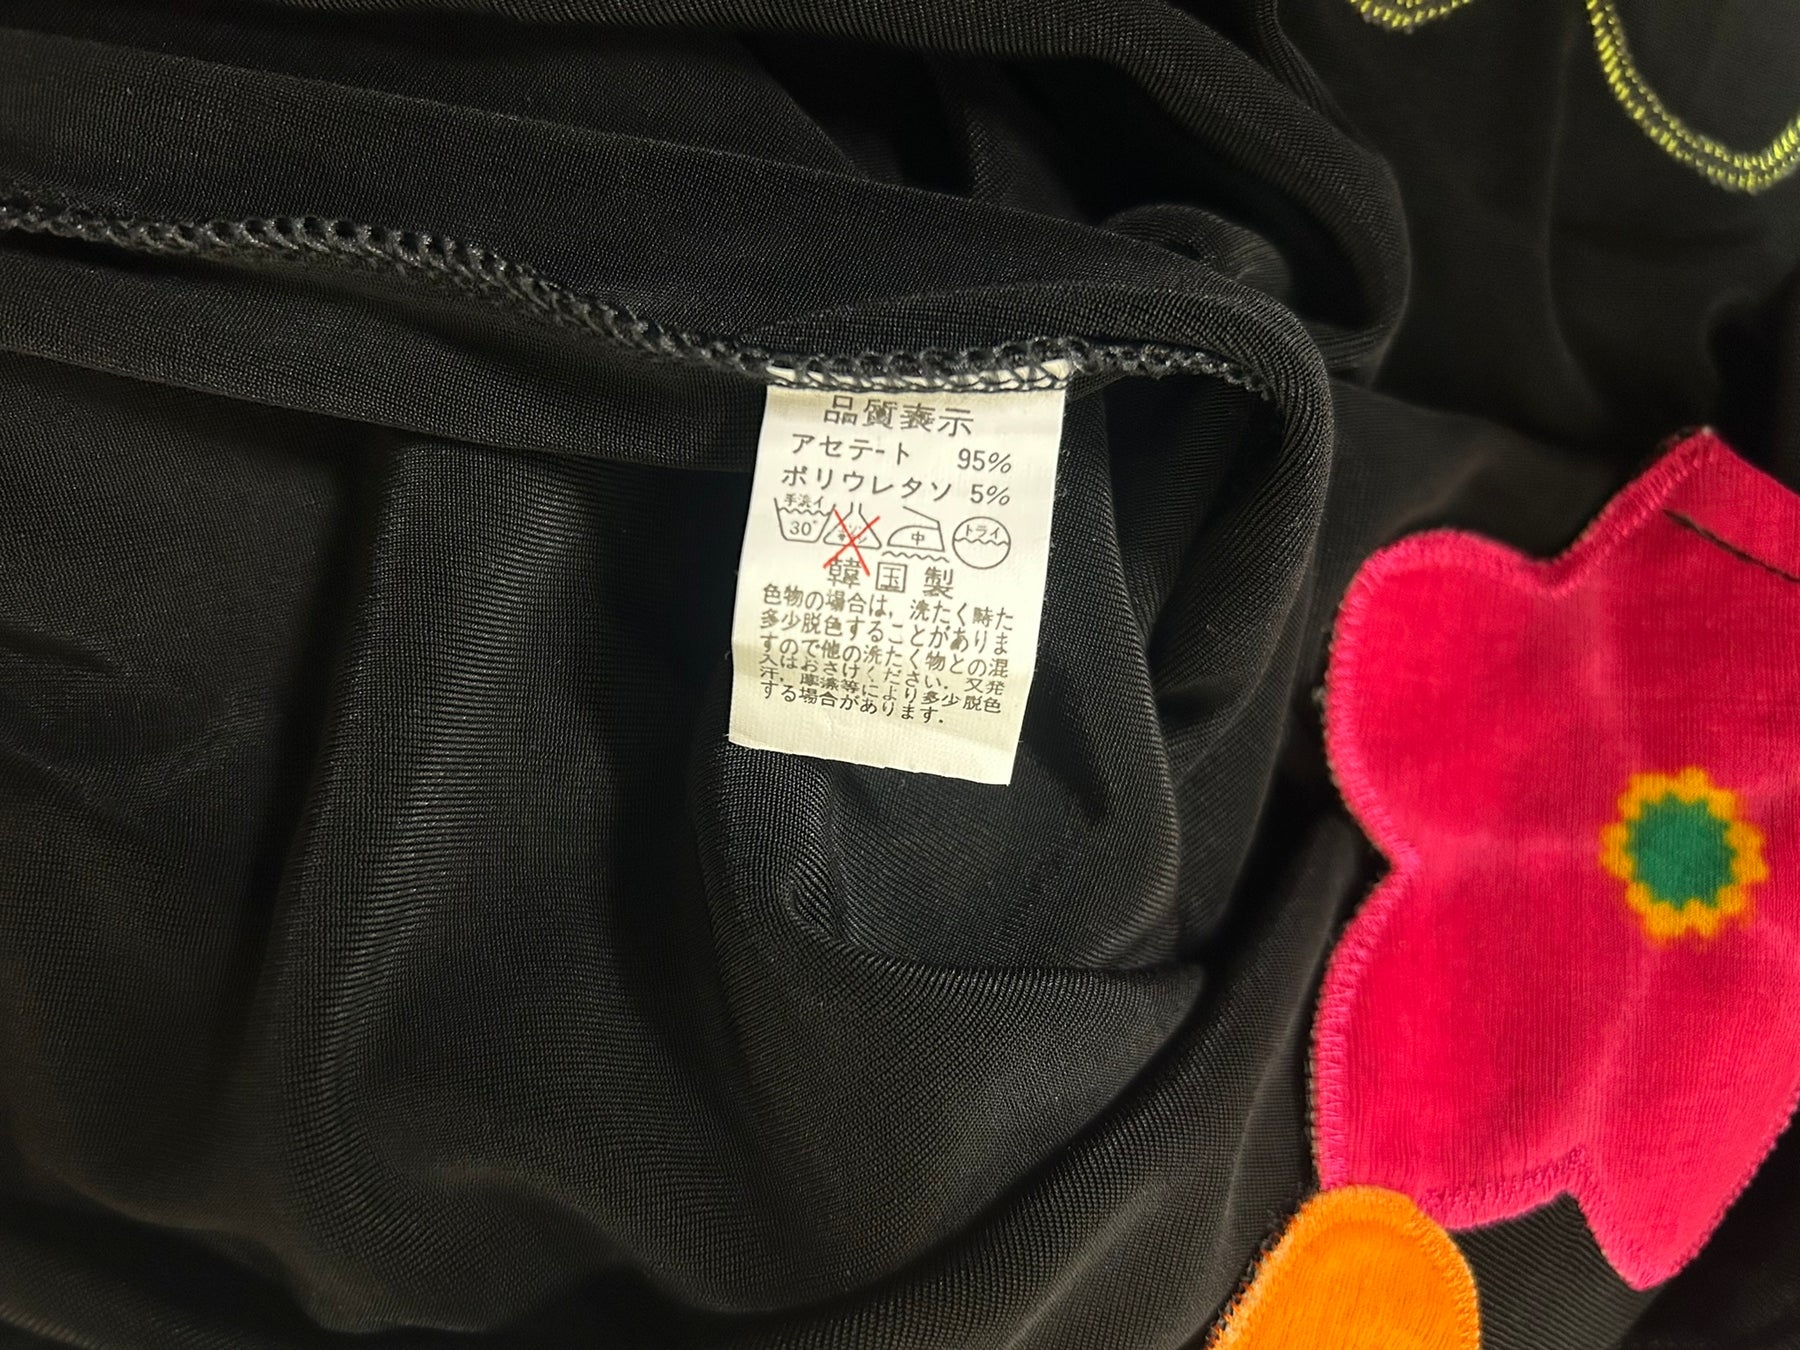 品質表示
アセテート 95%
ポリウレタン 5%
手洗イ
30°
中
ドライ
韓国製
色物の場合は,洗たく時た
多少脱色することがありま
すので他の洗たく物との混
入はおさけください.又発
汗.摩擦等により多少脱色
する場合があります.